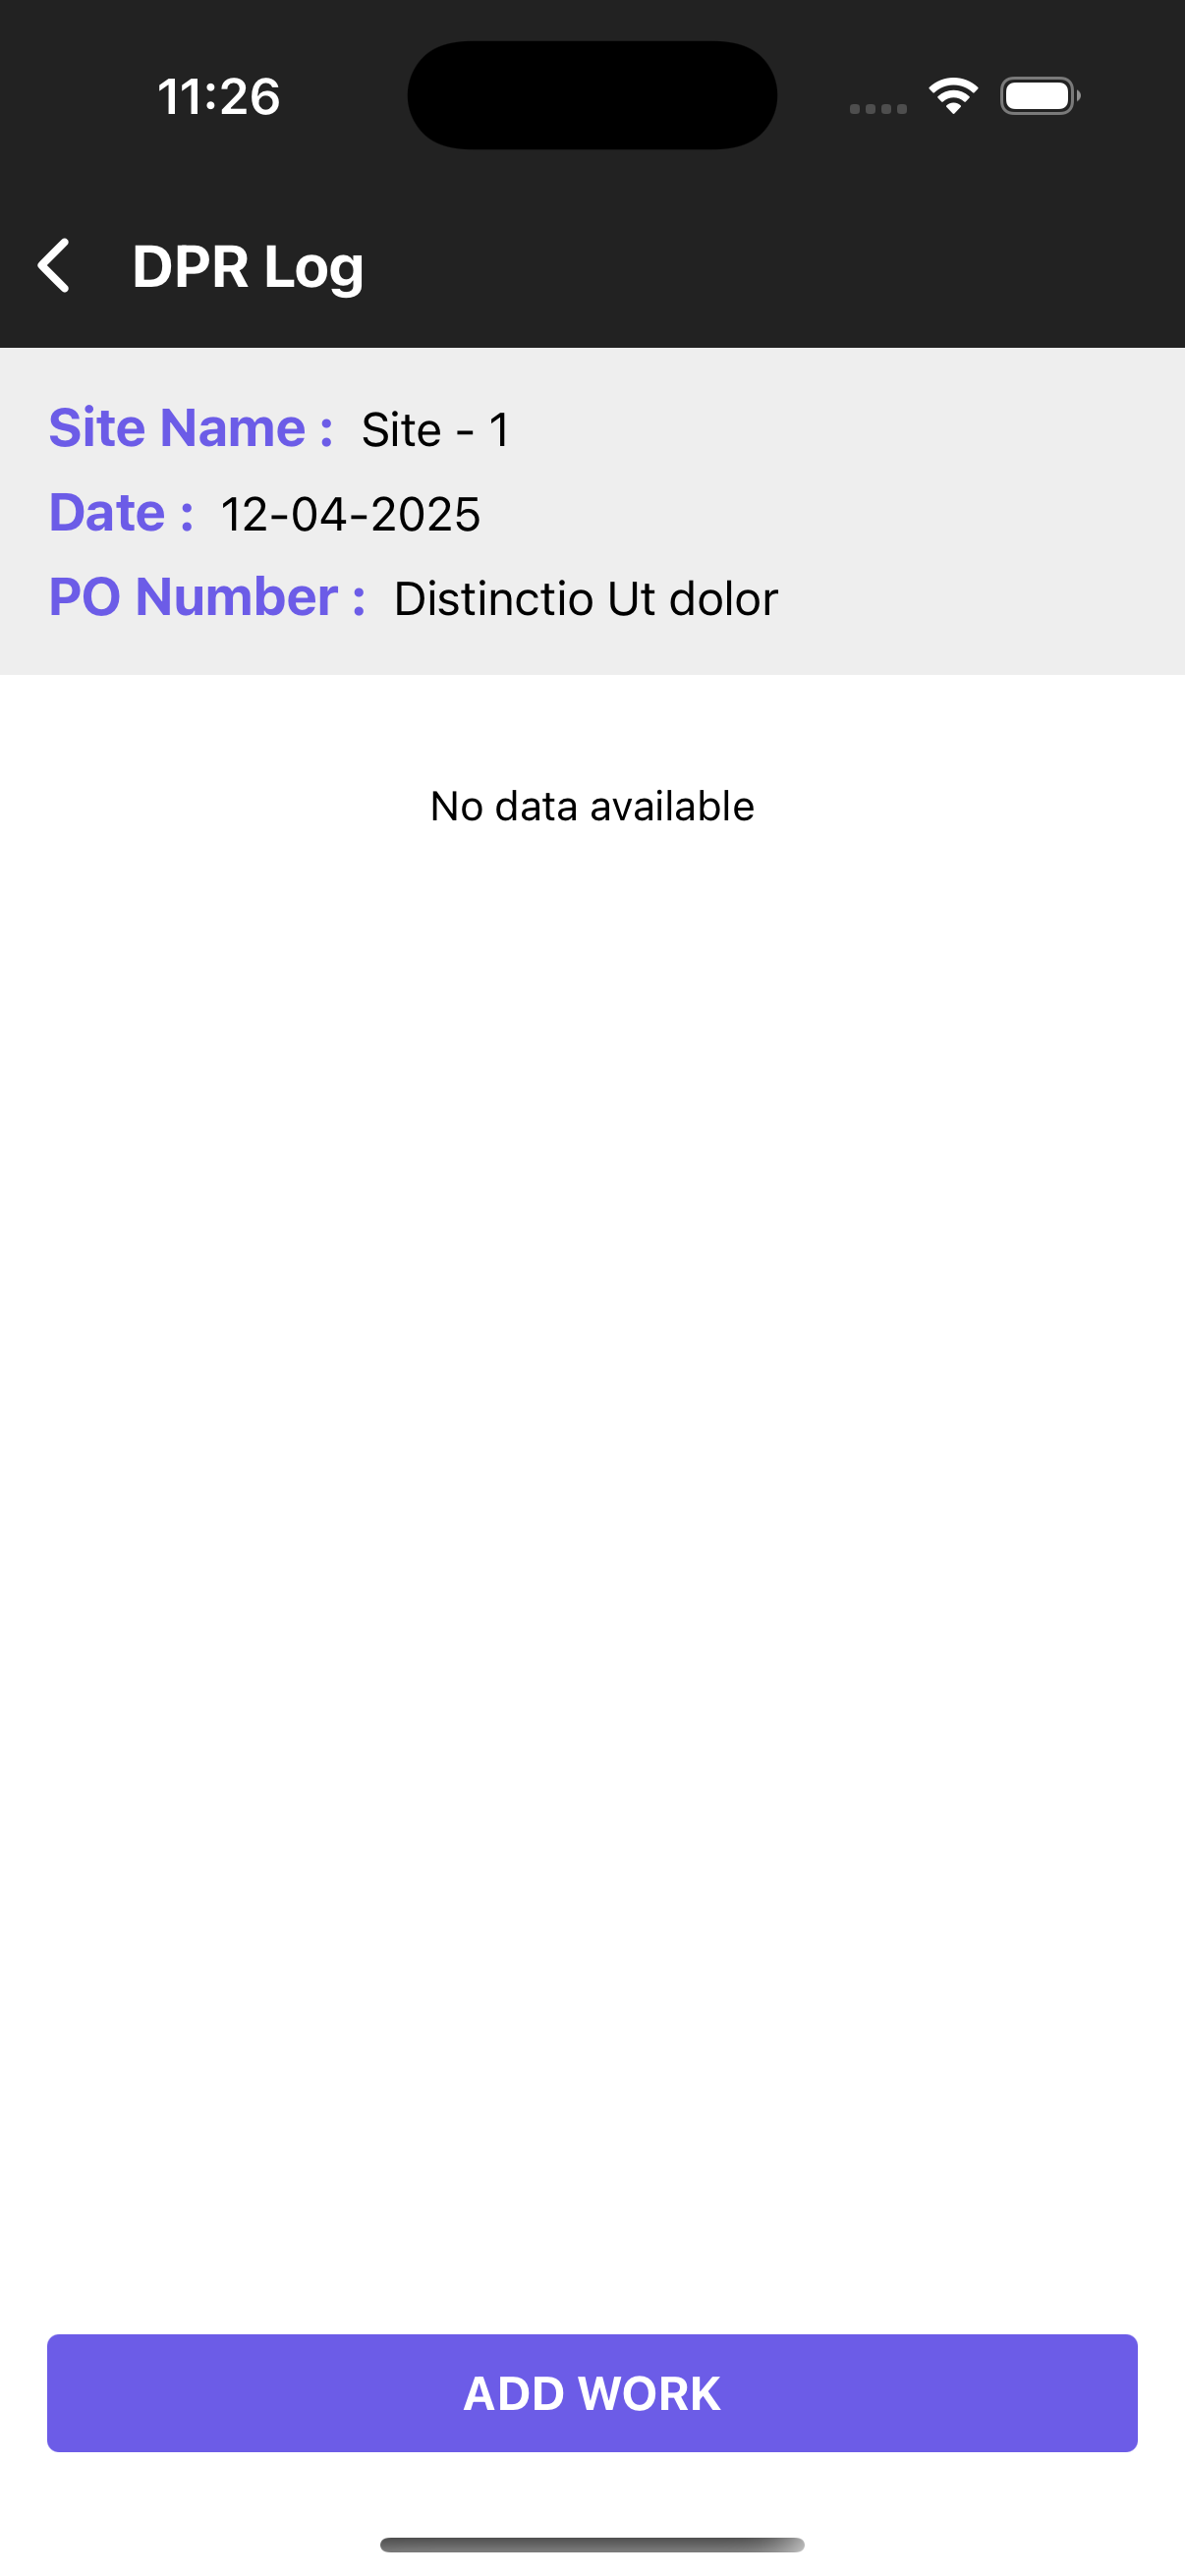 11:26
DPR Log
Site Name : Site - 1
Date : 12-04-2025
PO Number : Distinctio Ut dolor
No data available
ADD WORK